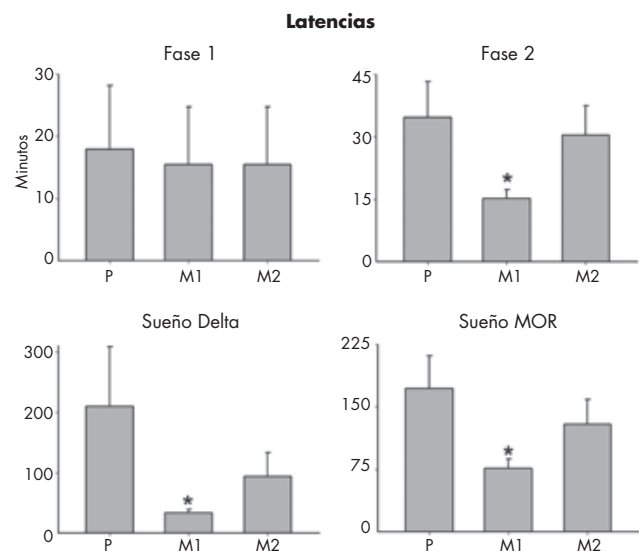 Latencias
Fase 1
Fase 2
Minutos
30
20
10
0
P M1 M2
45
30
15
0
*
P M1 M2
Sueño Delta
Sueño MOR
300
200
100
0
*
P M1 M2
225
150
75
0
*
P M1 M2